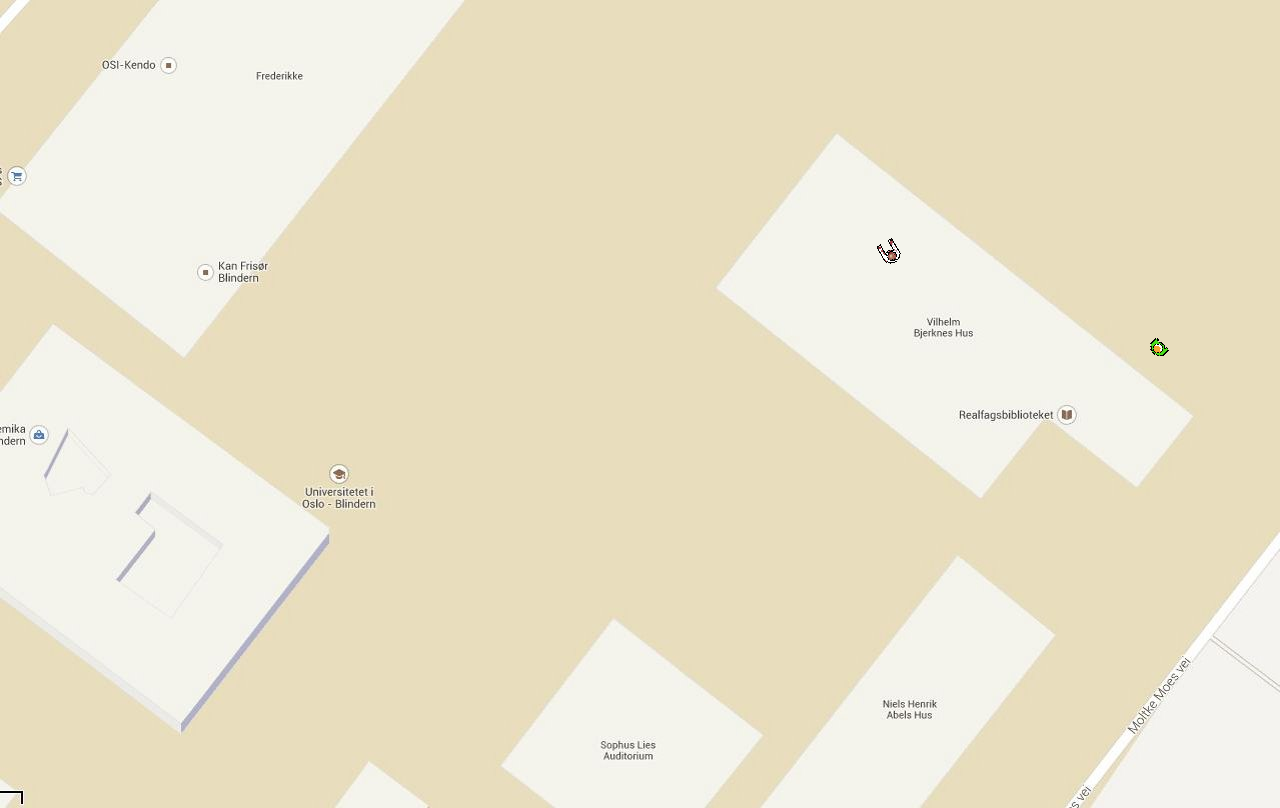 OSI-Kendo
Frederikke
Kan Frisør
Blindern
Vilhelm
Bjerknes Hus
Realfagsbiblioteket
Universitetet i
Oslo - Blindern
Niels Henrik
Abels Hus
Sophus Lies
Auditorium
Moltke Moes vei
vei